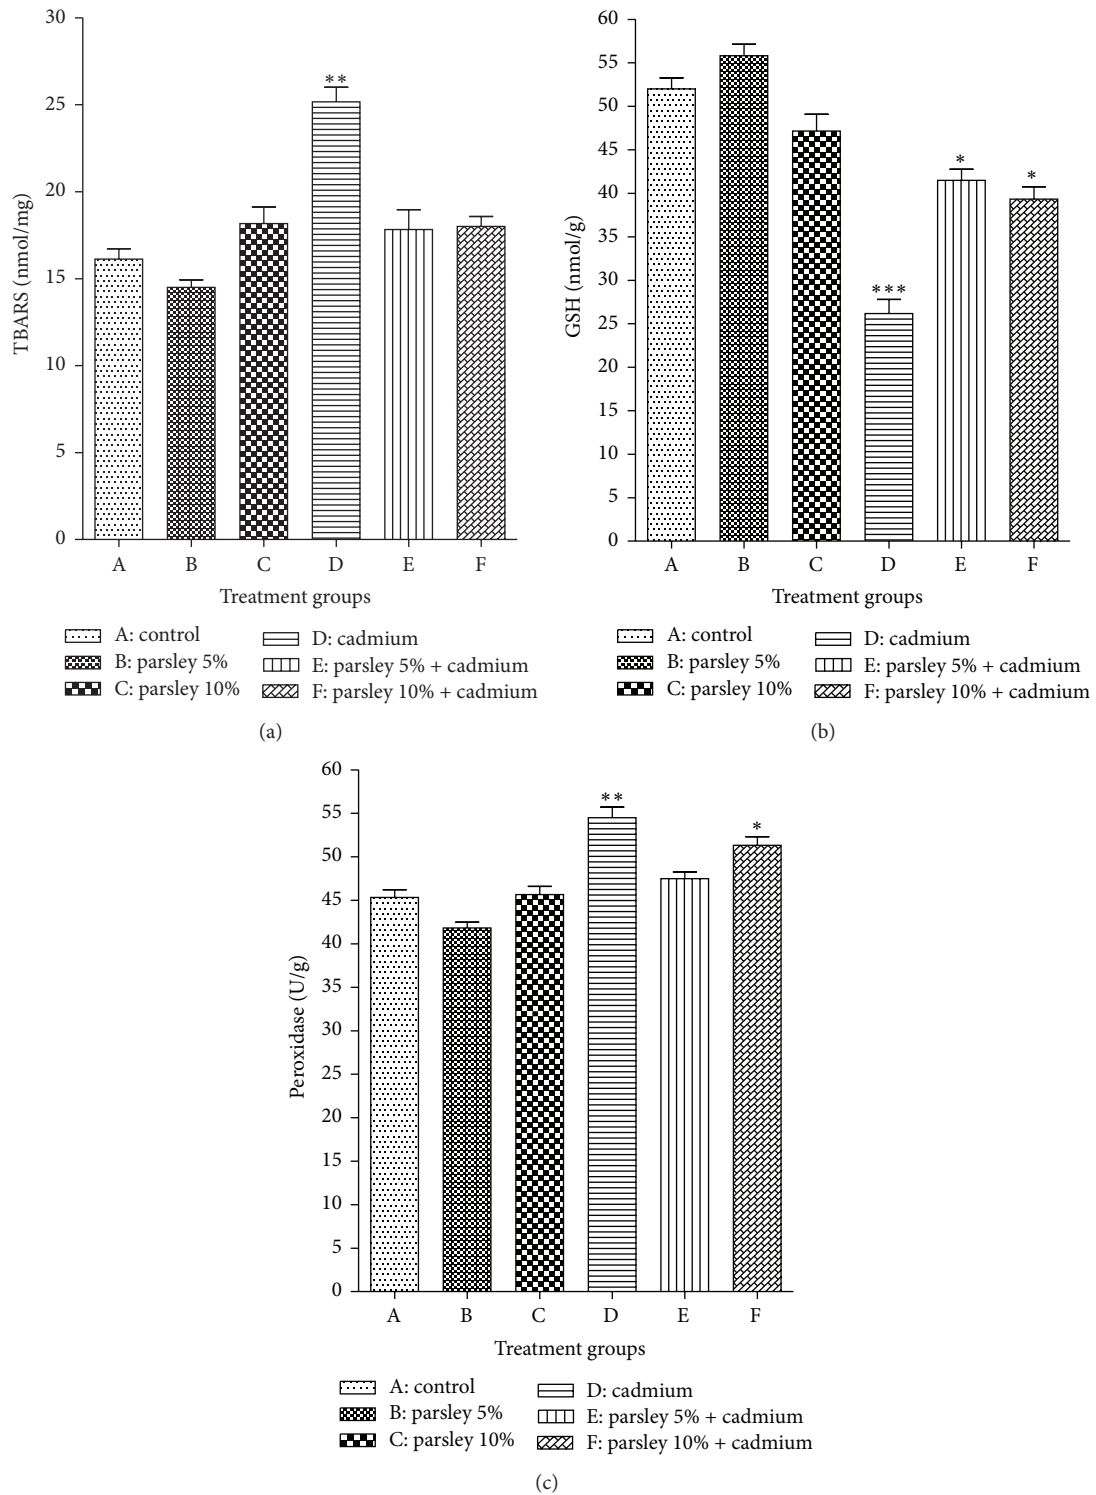 30
25
20
15
10
5
0
TBARS (nmol/mg)
**
A B C D E F
Treatment groups
A: control
B: parsley 5%
C: parsley 10%
D: cadmium
E: parsley 5% + cadmium
F: parsley 10% + cadmium
(a)
60
55
50
45
40
35
30
25
20
15
10
5
0
GSH (nmol/g)
***
*
*
A B C D E F
Treatment groups
A: control
B: parsley 5%
C: parsley 10%
D: cadmium
E: parsley 5% + cadmium
F: parsley 10% + cadmium
(b)
60
55
50
45
40
35
30
25
20
15
10
5
0
Peroxidase (U/g)
**
*
A B C D E F
Treatment groups
A: control
B: parsley 5%
C: parsley 10%
D: cadmium
E: parsley 5% + cadmium
F: parsley 10% + cadmium
(c)